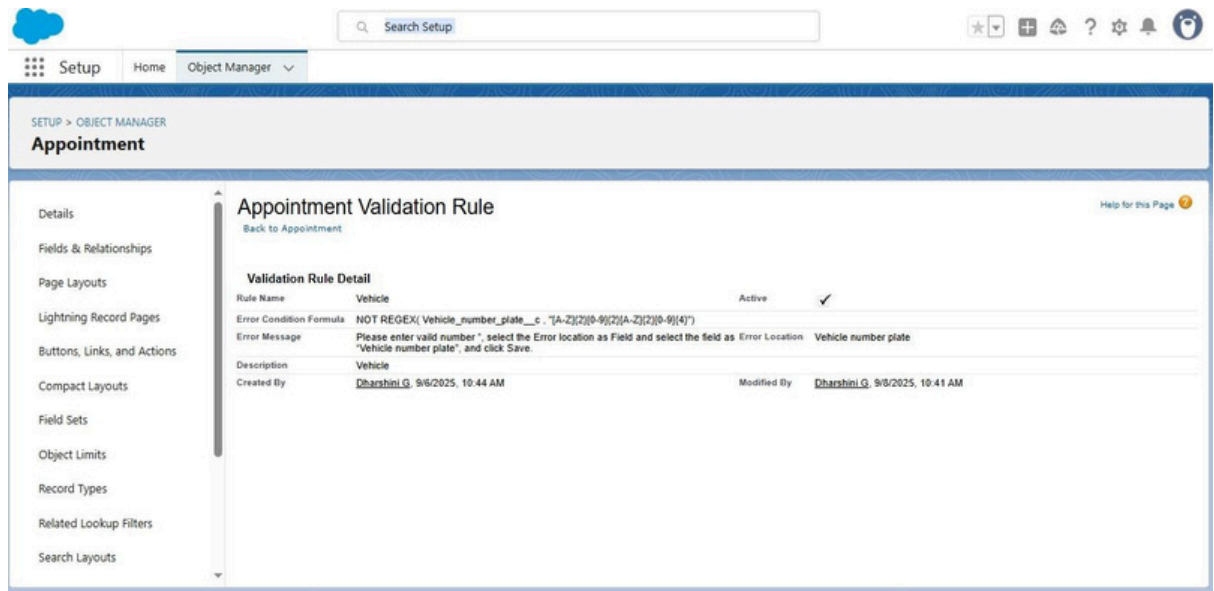 Search Setup
Setup Home Object Manager
SETUP > OBJECT MANAGER
Appointment
Details
Fields & Relationships
Page Layouts
Lightning Record Pages
Buttons, Links, and Actions
Compact Layouts
Field Sets
Object Limits
Record Types
Related Lookup Filters
Search Layouts
Appointment Validation Rule
Help for this Page
Back to Appointment
Validation Rule Detail
Rule Name Vehicle Active
Error Condition Formula NOT REGEX( Vehicle_number_plate__c , "[A-Z]{2}[0-9]{2}[A-Z]{2}[0-9]{4}")
Error Message Please enter vaild number ", select the Error location as Field and select the field as Error Location Vehicle number plate
"Vehicle number plate", and click Save.
Description Vehicle
Created By Dharshini G, 9/6/2025, 10:44 AM Modified By Dharshini G, 9/8/2025, 10:41 AM